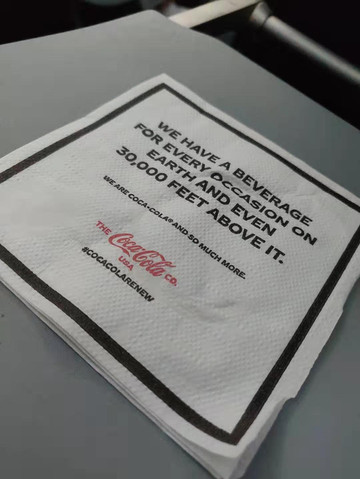 WE HAVE A BEVERAGE
FOR EVERY OCCASION ON
EARTH AND EVEN
30,000 FEET ABOVE IT.
WE ARE COCA-COLA® AND SO MUCH MORE.
THE Coca-Cola CO.
USA
#COCACOLARENEW